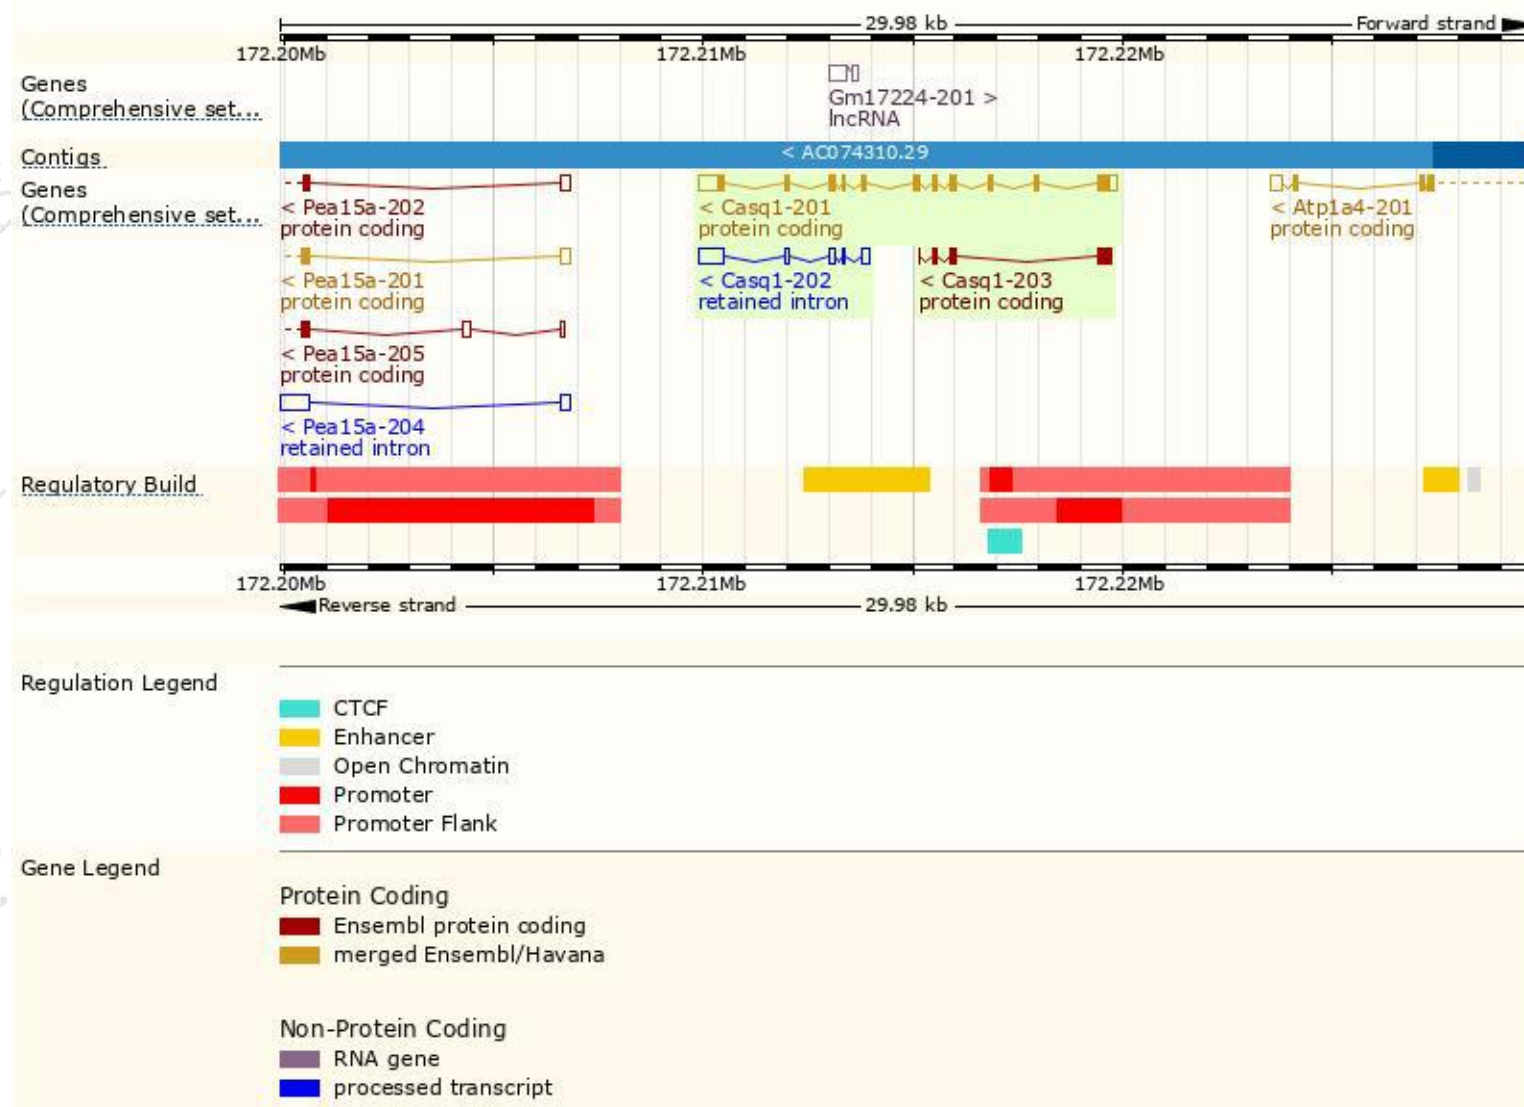 29.98 kb Forward strand
172.20Mb 172.21Mb 172.22Mb
Genes
(Comprehensive set...
Gm17224-201 >
lncRNA
Contigs
< AC074310.29
Genes
(Comprehensive set...
< Pea15a-202
protein coding
< Casq1-201
protein coding
< Atp1a4-201
protein coding
< Pea15a-201
protein coding
< Casq1-202
retained intron
< Casq1-203
protein coding
< Pea15a-205
protein coding
< Pea15a-204
retained intron
Regulatory Build
172.20Mb 172.21Mb 172.22Mb
Reverse strand 29.98 kb
Regulation Legend
CTCF
Enhancer
Open Chromatin
Promoter
Promoter Flank
Gene Legend
Protein Coding
Ensembl protein coding
merged Ensembl/Havana
Non-Protein Coding
RNA gene
processed transcript